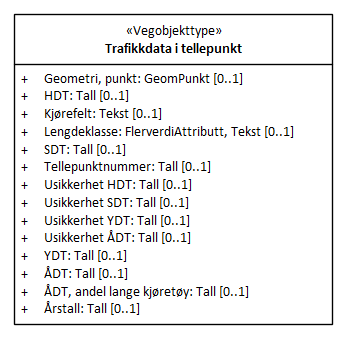 «Vegobjekttype»
Trafikkdata i tellepunkt
+ Geometri, punkt: GeomPunkt [0..1]
+ HDT: Tall [0..1]
+ Kjørefelt: Tekst [0..1]
+ Lengdeklasse: FlerverdiAttributt, Tekst [0..1]
+ SDT: Tall [0..1]
+ Tellepunktnummer: Tall [0..1]
+ Usikkerhet HDT: Tall [0..1]
+ Usikkerhet SDT: Tall [0..1]
+ Usikkerhet YDT: Tall [0..1]
+ Usikkerhet ÅDT: Tall [0..1]
+ YDT: Tall [0..1]
+ ÅDT: Tall [0..1]
+ ÅDT, andel lange kjøretøy: Tall [0..1]
+ Årstall: Tall [0..1]